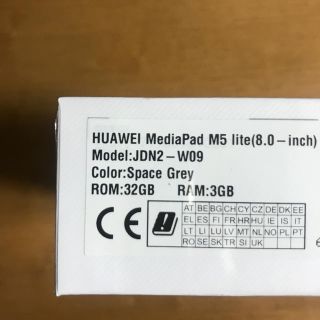 HUAWEI MediaPad M5 lite(8.0-inch)
Model:JDN2-W09
Color:Space Grey
ROM:32GB RAM:3GB
CE
AT BE BG CH CY CZ DE DK EE
EL ES FI FR HR HU IE IS IT
LT LI LU LV MT NL NO PL PT
RO SE SK TR SI UK